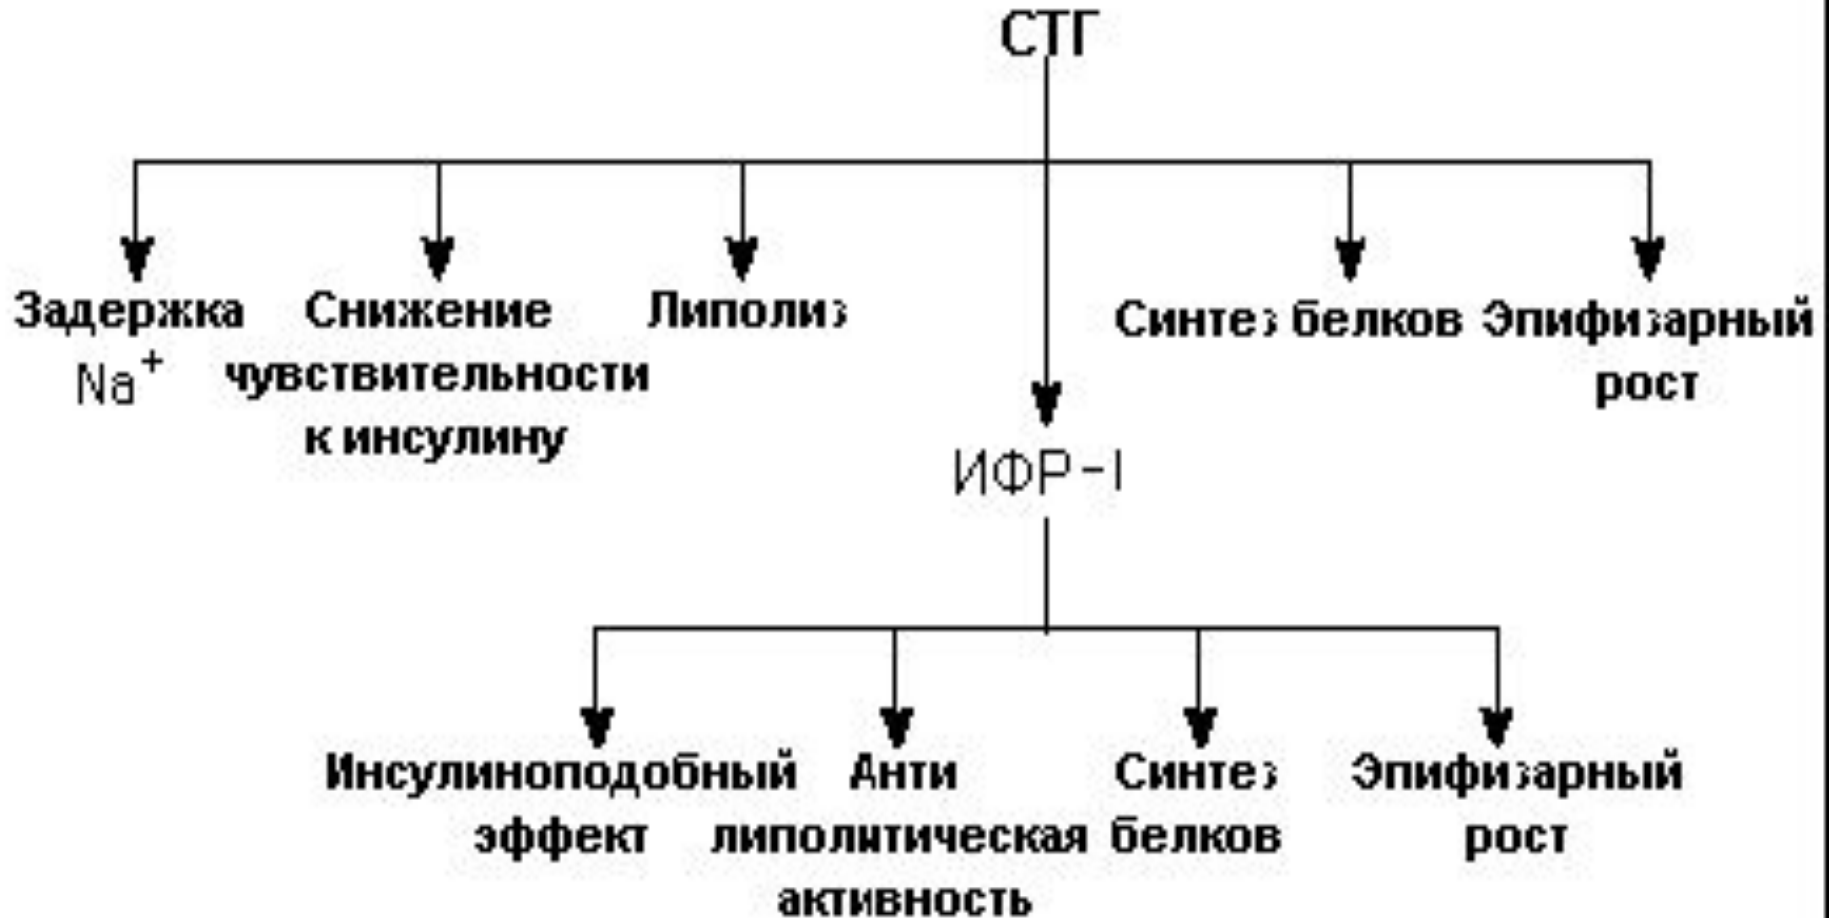 СТГ
Задержка Снижение Липолиз Синтез белков Эпифизарный
Na⁺ чувствительности рост
к инсулину
ИФР-I
Инсулиноподобный Анти Синтез Эпифизарный
эффект липолитическая белков рост
активность